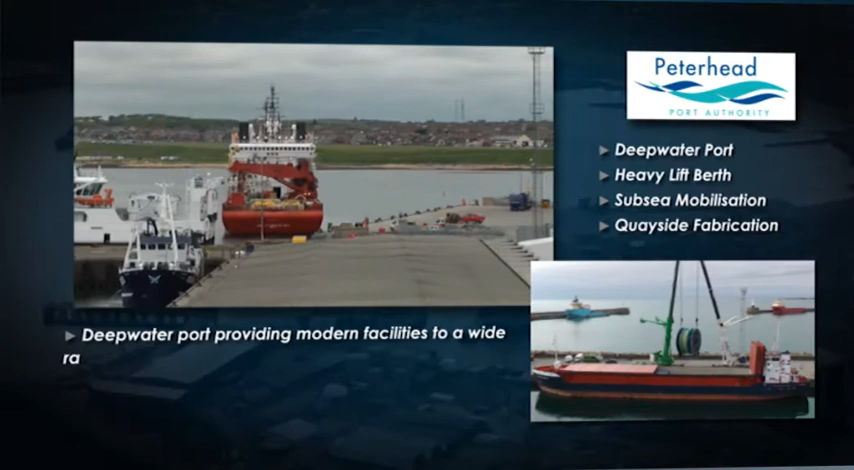 Peterhead
PORT AUTHORITY
Deepwater Port
Heavy Lift Berth
Subsea Mobilisation
Quayside Fabrication
Deepwater port providing modern facilities to a wide
ra